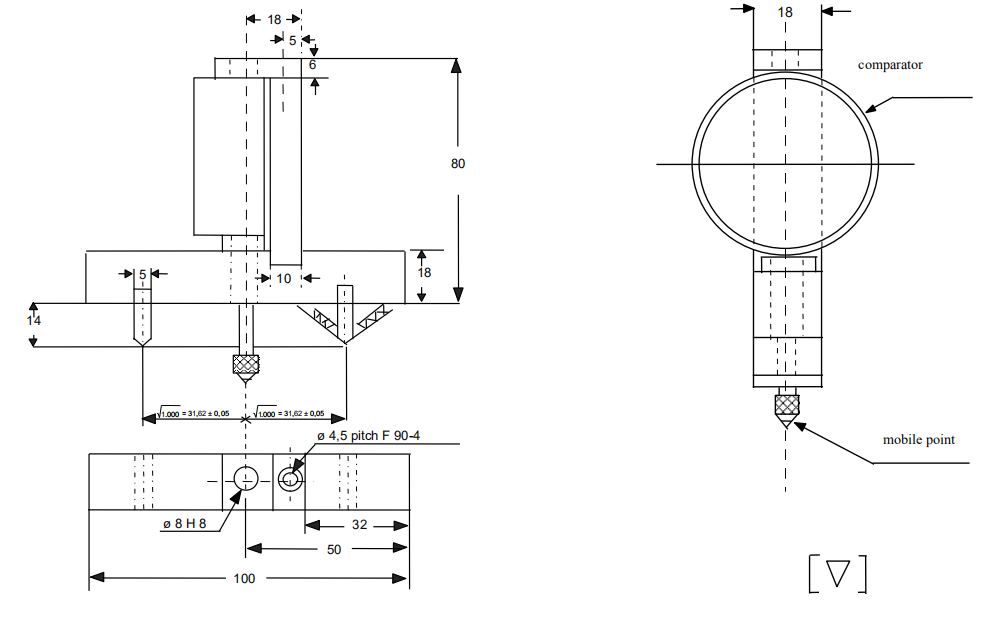 18
18
5
6
comparator
80
18
5
10
14
√1.000 = 31,62 ± 0,05
√1.000 = 31,62 ± 0,05
ø 4,5 pitch F 90-4
mobile point
ø 8 H 8
32
50
100